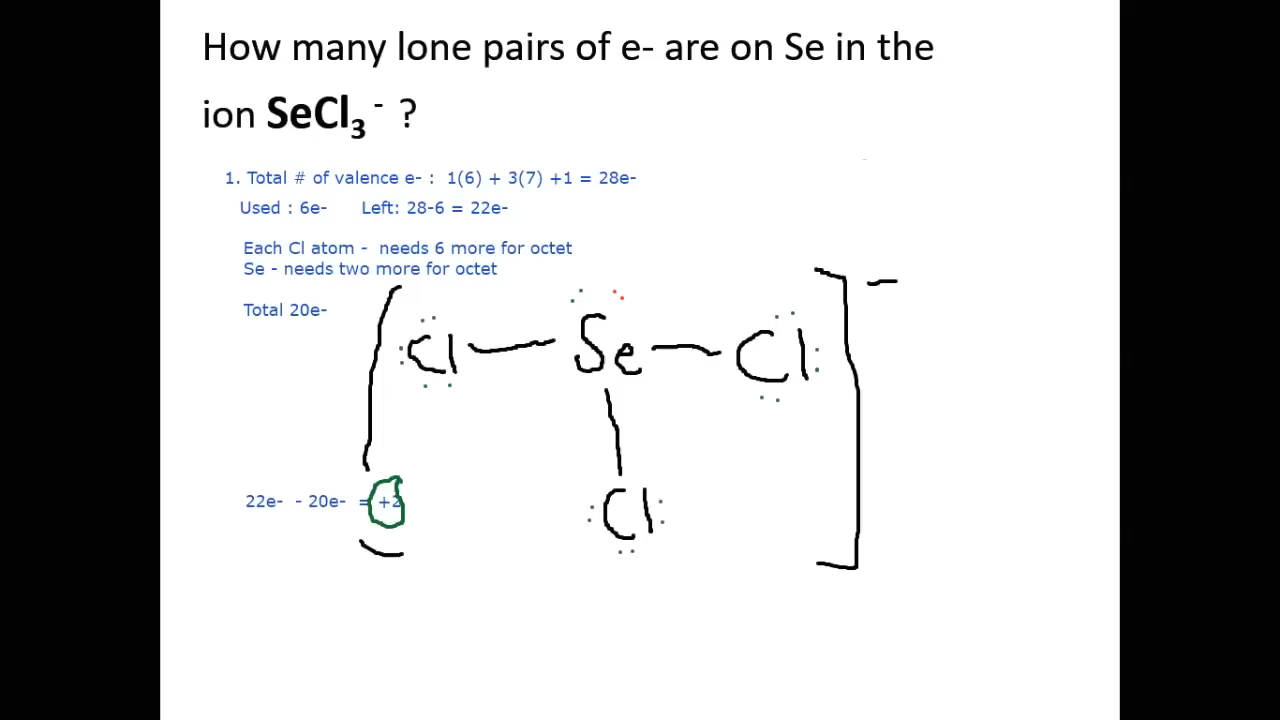 How many lone pairs of e- are on Se in the
ion SeCl₃⁻ ?
1. Total # of valence e- : 1(6) + 3(7) +1 = 28e-
Used : 6e- Left: 28-6 = 22e-
Each Cl atom - needs 6 more for octet
Se - needs two more for octet
Total 20e-
Cl Se Cl
Cl
22e- - 20e- = +2